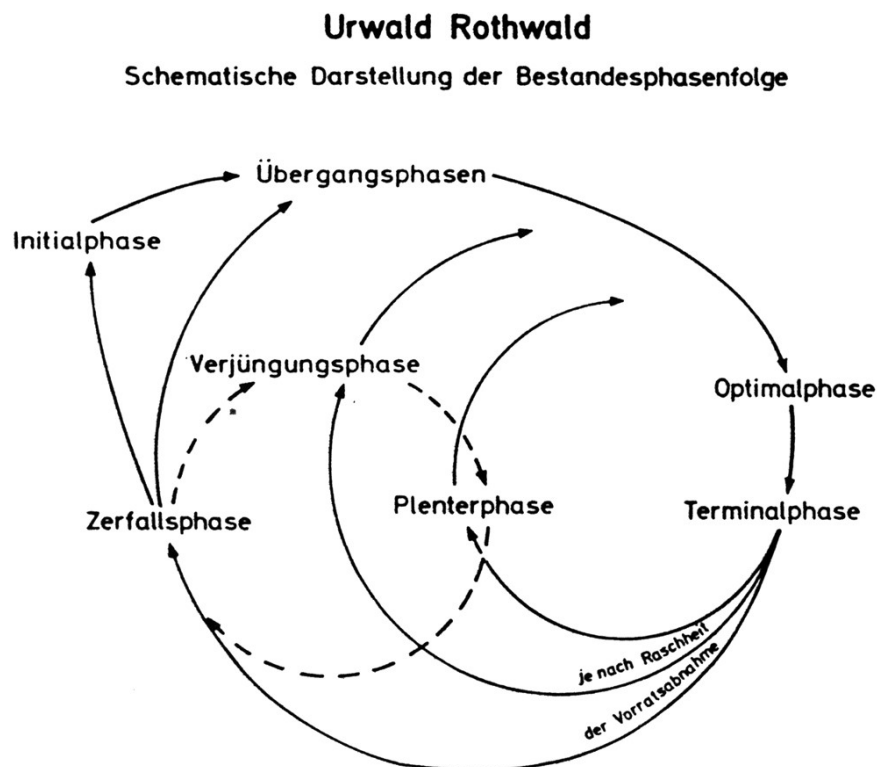 Urwald Rothwald
Schematische Darstellung der Bestandesphasenfolge
Übergangsphasen
Initialphase
Verjüngungsphase
Optimalphase
Plenterphase
Terminalphase
Zerfallsphase
je nach Raschheit
der Vorratsabnahme